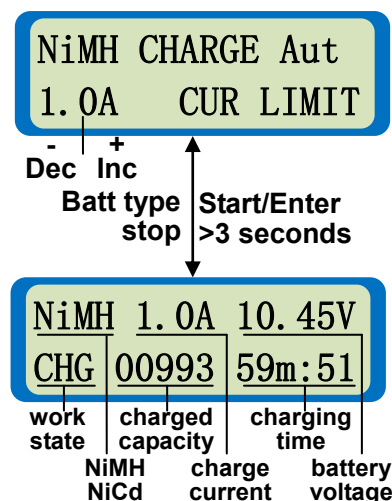 NiMH CHARGE Aut
1.0A CUR LIMIT
- +
Dec Inc
Batt type Start/Enter
stop >3 seconds
NiMH 1.0A 10.45V
CHG 00993 59m:51
work charged charging
state capacity time
NiMH charge battery
NiCd current voltage